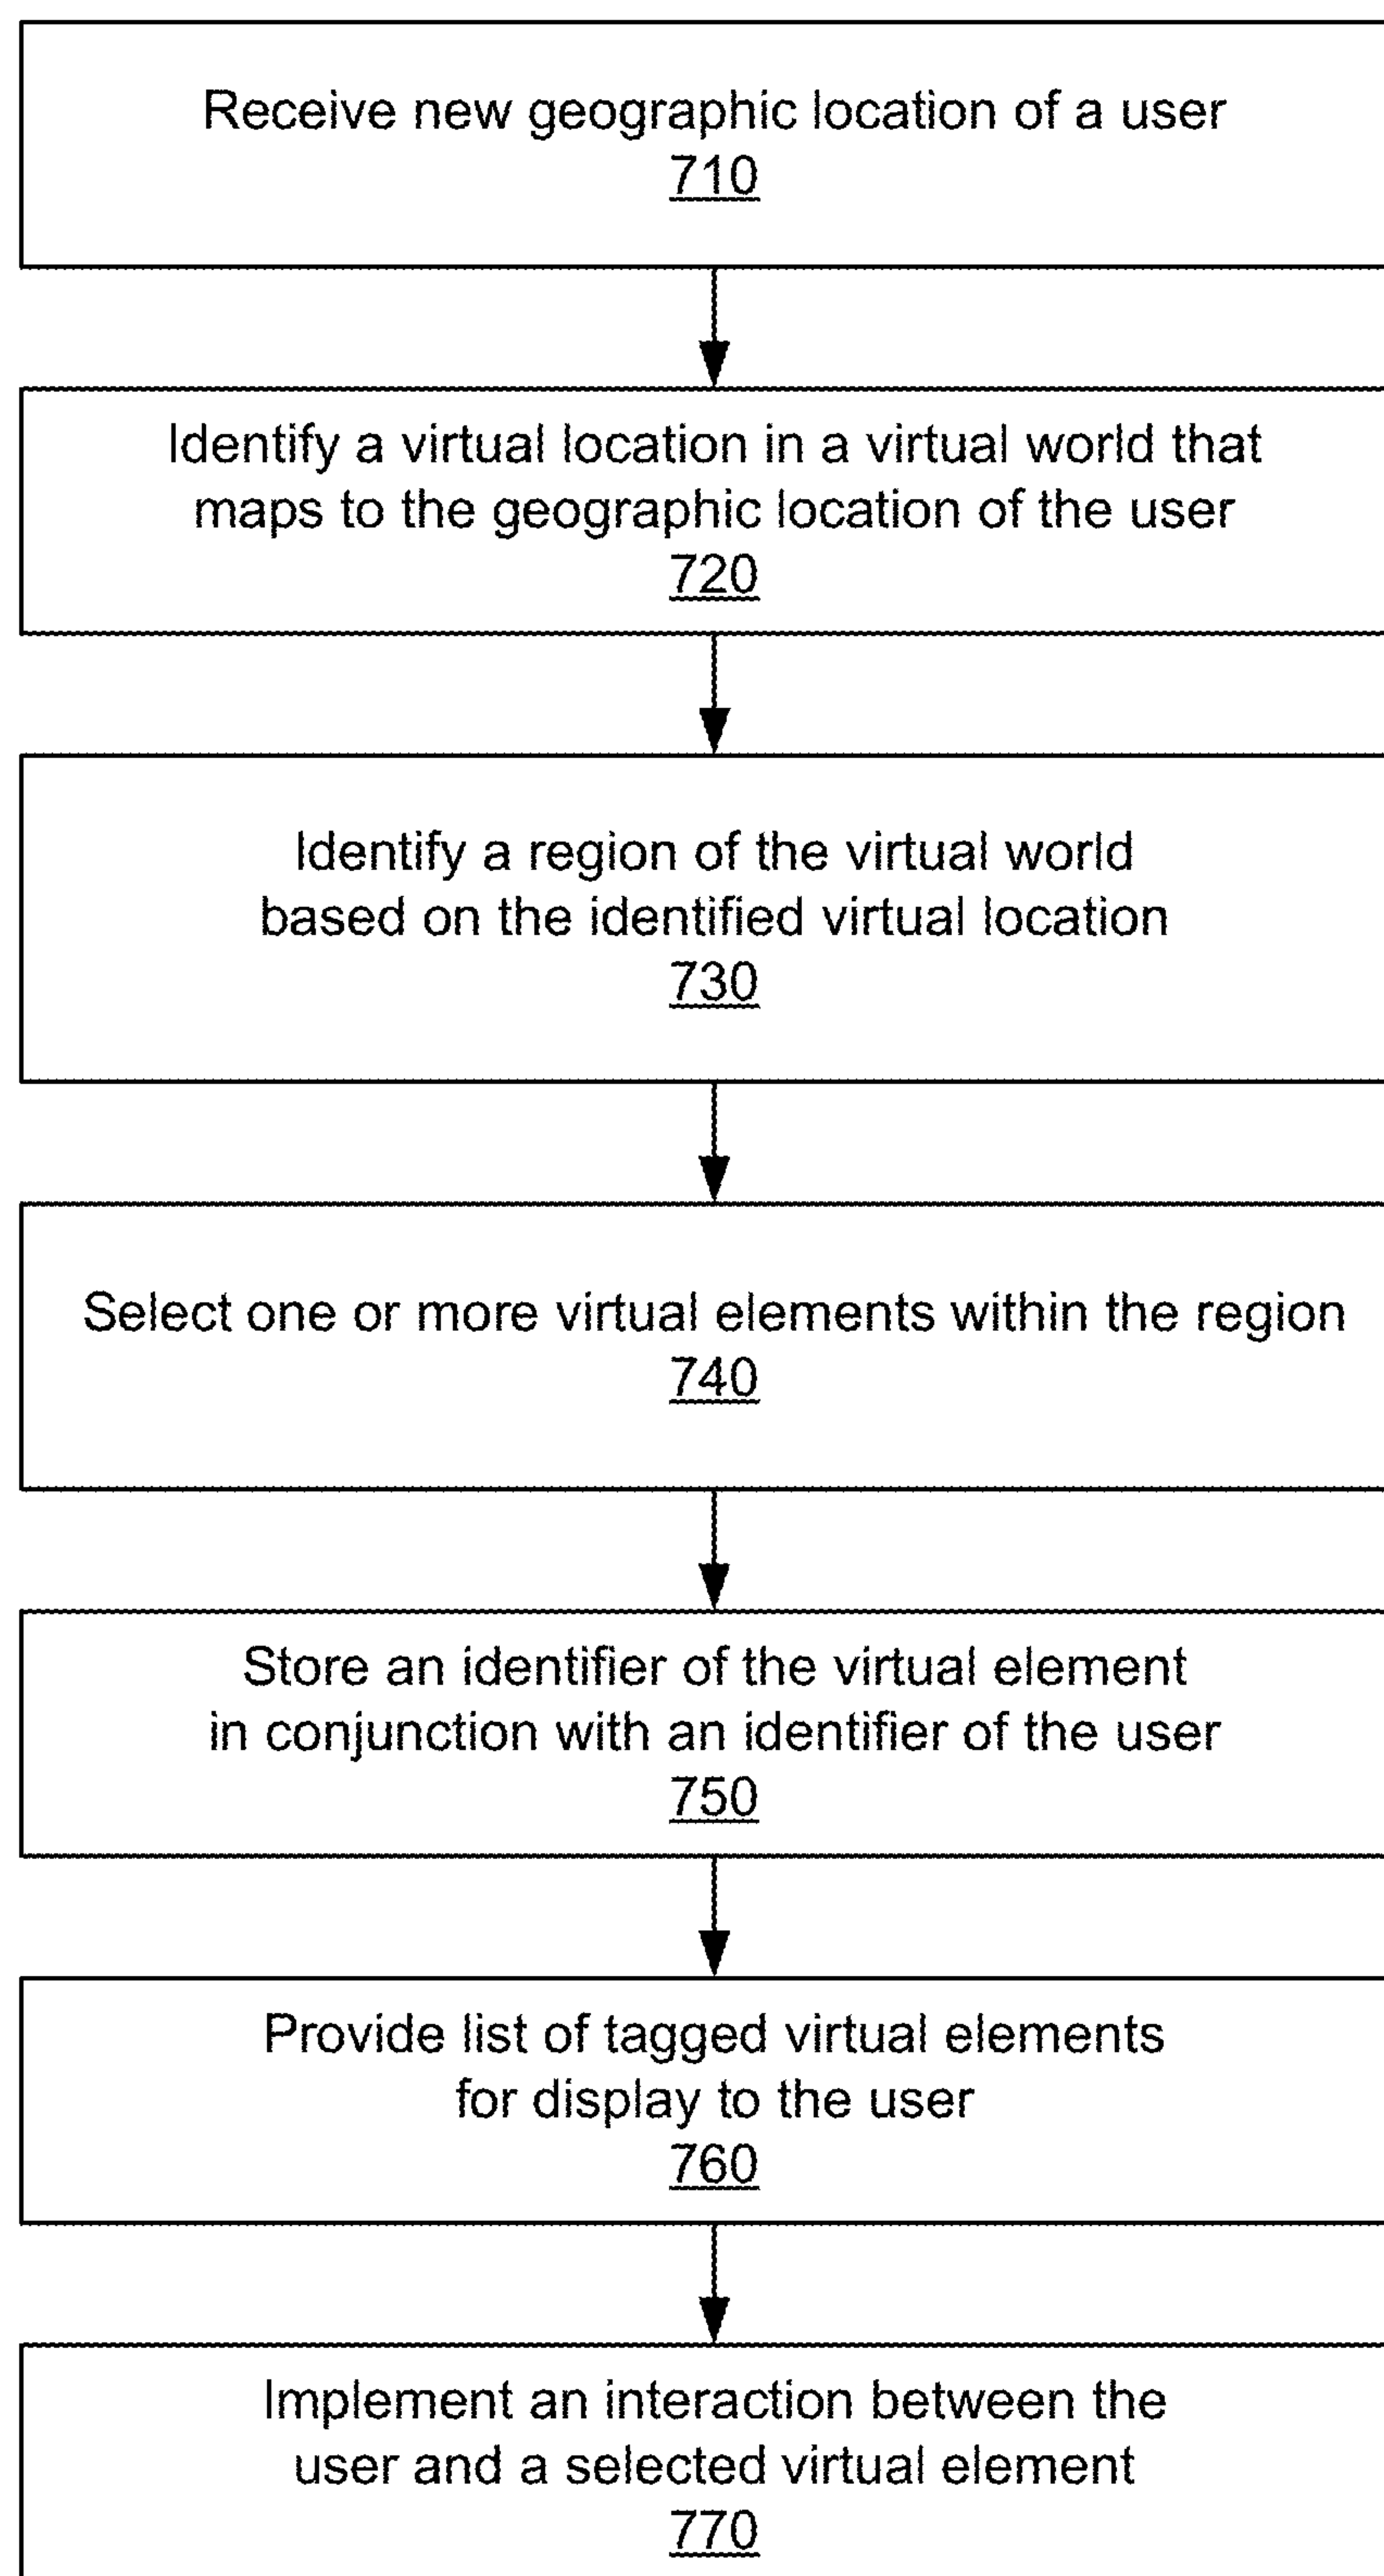 Receive new geographic location of a user
710
Identify a virtual location in a virtual world that
maps to the geographic location of the user
720
Identify a region of the virtual world
based on the identified virtual location
730
Select one or more virtual elements within the region
740
Store an identifier of the virtual element
in conjunction with an identifier of the user
750
Provide list of tagged virtual elements
for display to the user
760
Implement an interaction between the
user and a selected virtual element
770